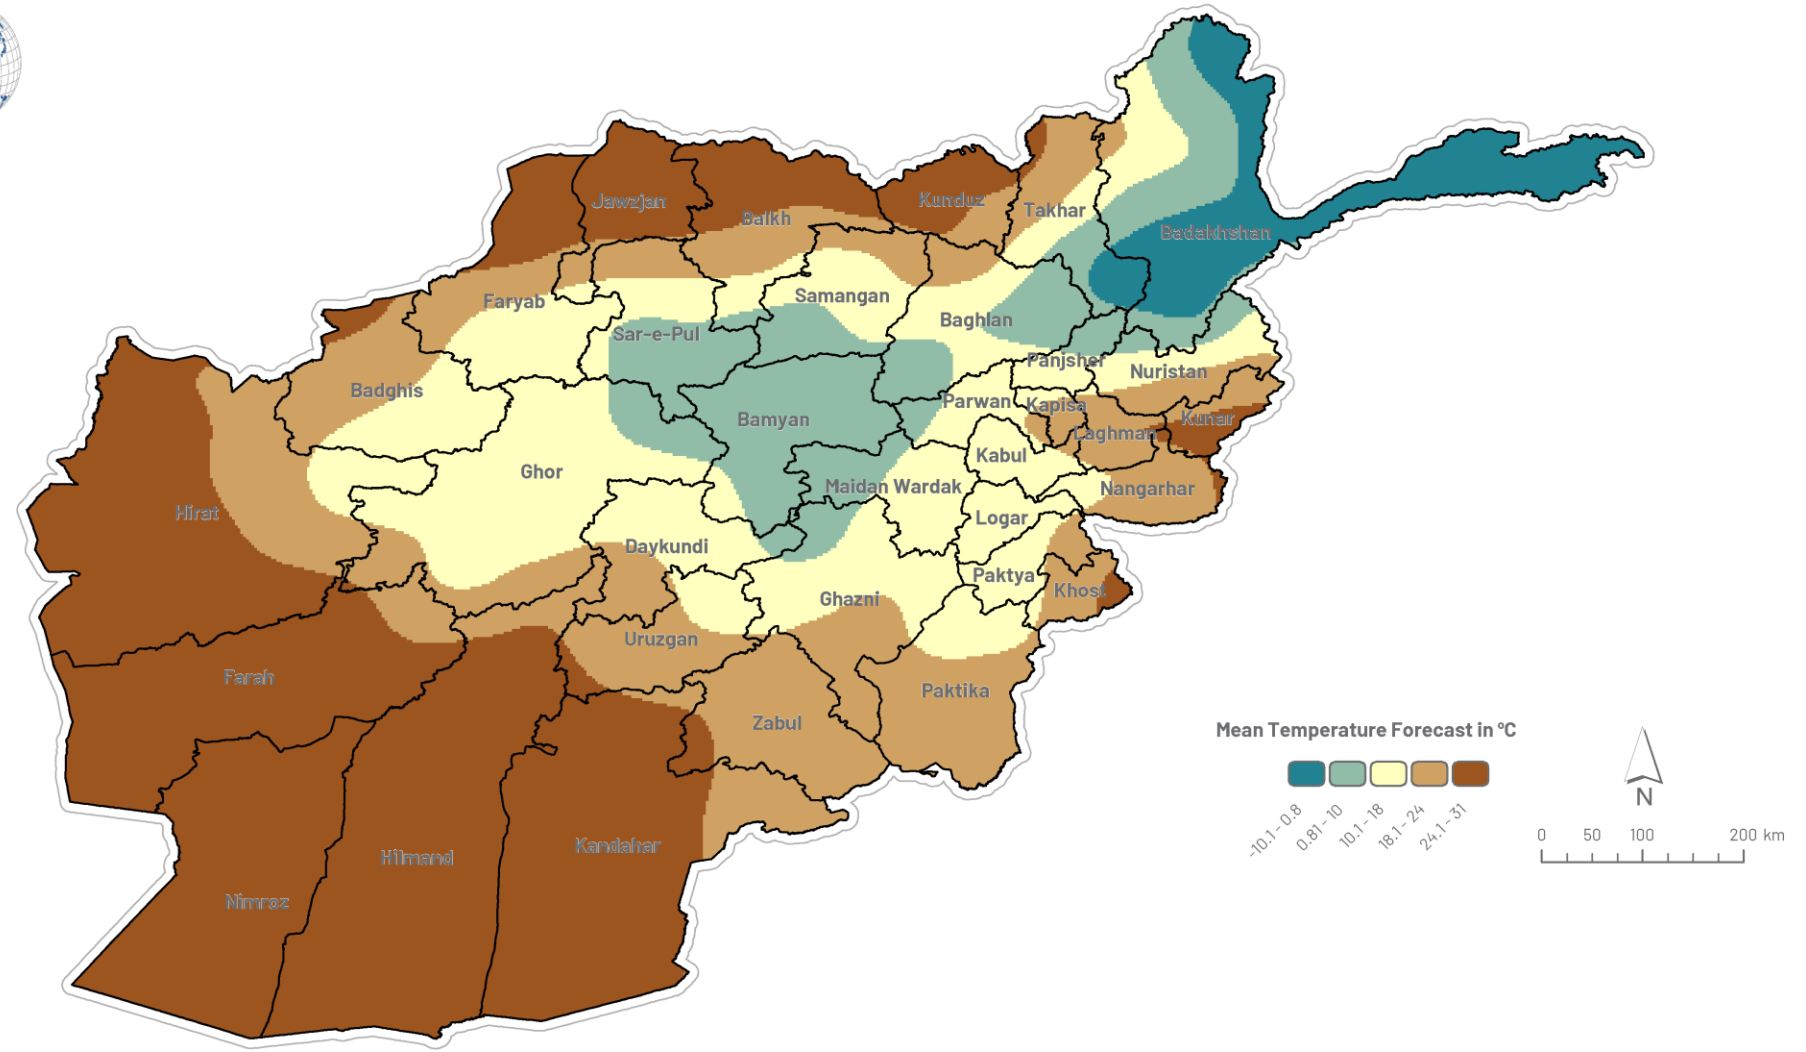 Jawzjan
Kunduz
Balkh
Takhar
Badakhshan
Faryab
Samangan
Baghlan
Sar-e-Pul
Panjsher
Nuristan
Badghis
Parwan
Kapisa
Bamyan
Kunar
Laghman
Kabul
Ghor
Maidan Wardak
Nangarhar
Hirat
Logar
Daykundi
Paktya
Khost
Ghazni
Uruzgan
Farah
Paktika
Zabul
Kandahar
Hilmand
Nimroz
Mean Temperature Forecast in °C
-10.1 - 0.8
0.81 - 10
10.1 - 18
18.1 - 24
24.1 - 31
N
0 50 100 200 km